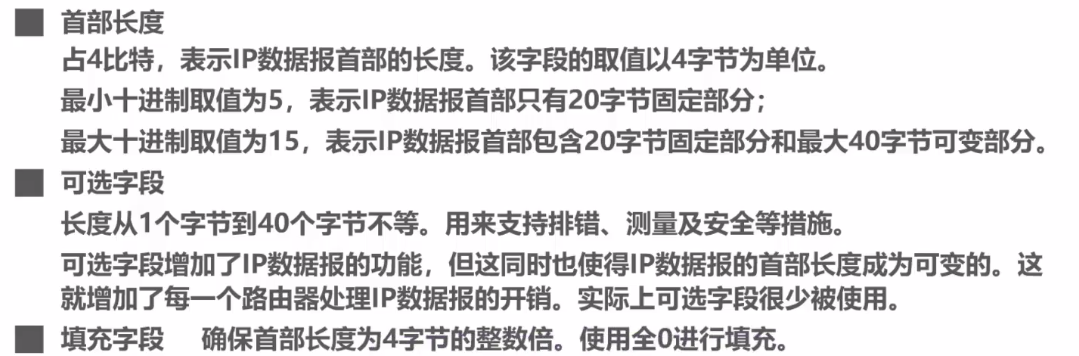 首部长度
占4比特，表示IP数据报首部的长度。该字段的取值以4字节为单位。
最小十进制取值为5，表示IP数据报首部只有20字节固定部分；
最大十进制取值为15，表示IP数据报首部包含20字节固定部分和最大40字节可变部分。
可选字段
长度从1个字节到40个字节不等。用来支持排错、测量及安全等措施。
可选字段增加了IP数据报的功能，但这同时也使得IP数据报的首部长度成为可变的。这
就增加了每一个路由器处理IP数据报的开销。实际上可选字段很少被使用。
填充字段 确保首部长度为4字节的整数倍。使用全0进行填充。